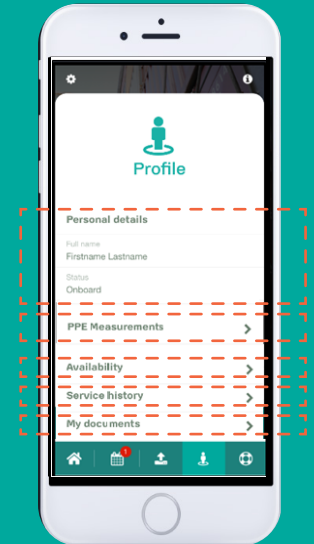 Profile
Personal details
Full name
Firstname Lastname
Status
Onboard
PPE Measurements
Availability
Service history
My documents
1